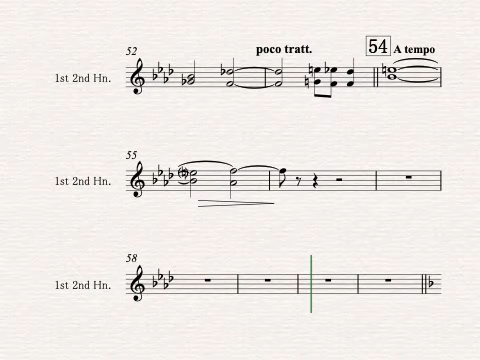 52
poco tratt.
54 A tempo
1st 2nd Hn.
55
1st 2nd Hn.
58
1st 2nd Hn.